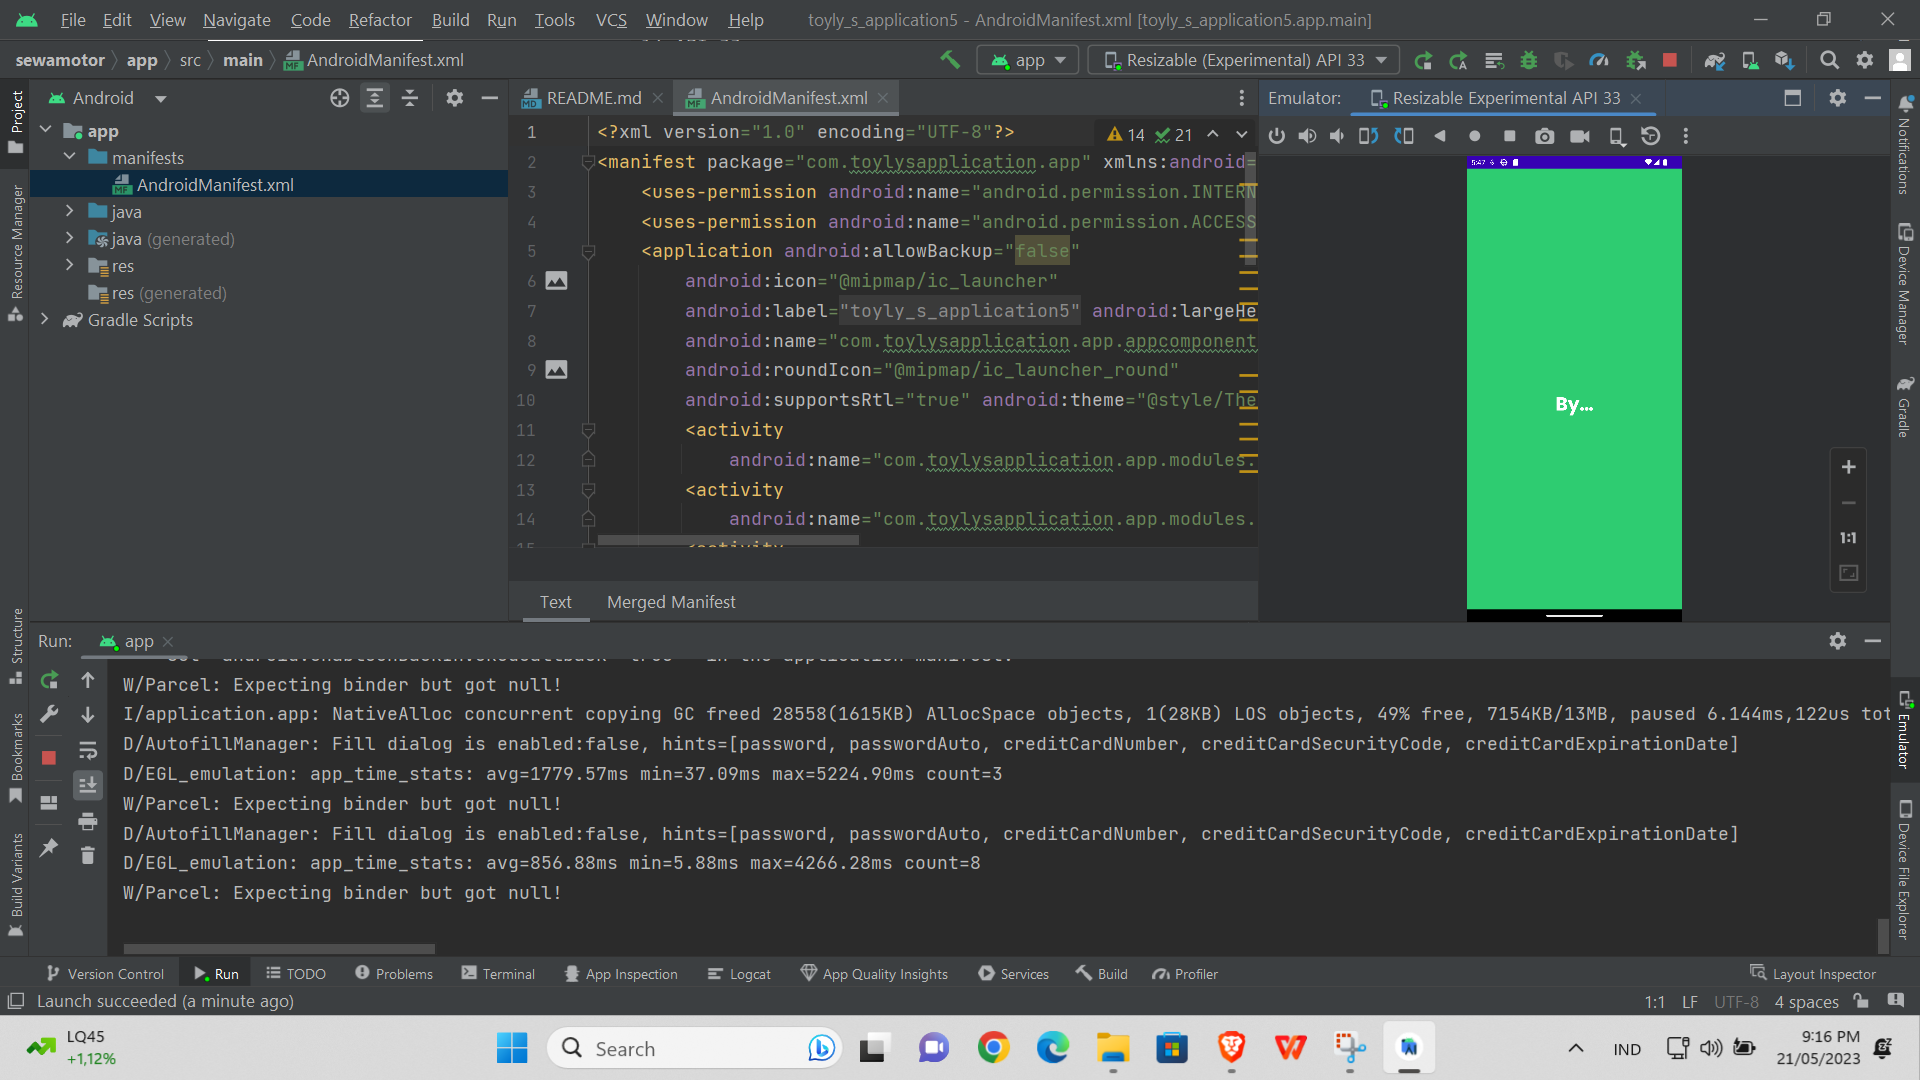 File Edit View Navigate Code Refactor Build Run Tools VCS Window Help toyly_s_application5 - AndroidManifest.xml [toyly_s_application5.app.main]
sewamotor app src main AndroidManifest.xml app Resizable (Experimental) API 33
Android
README.md AndroidManifest.xml
Emulator: Resizable Experimental API 33
Project
Resource Manager
Structure
Bookmarks
Build Variants
app
manifests
AndroidManifest.xml
java
java (generated)
res
res (generated)
Gradle Scripts
14 21
1 <?xml version="1.0" encoding="UTF-8"?>
2 <manifest package="com.toylysapplication.app" xmlns:android=
3 <uses-permission android:name="android.permission.INTERN
4 <uses-permission android:name="android.permission.ACCESS
5 <application android:allowBackup="false"
6 android:icon="@mipmap/ic_launcher"
7 android:label="toyly_s_application5" android:largeHe
8 android:name="com.toylysapplication.app.appcomponent
9 android:roundIcon="@mipmap/ic_launcher_round"
10 android:supportsRtl="true" android:theme="@style/The
11 <activity
12 android:name="com.toylysapplication.app.modules.
13 <activity
14 android:name="com.toylysapplication.app.modules.
15 <activity
Text Merged Manifest
5:47
By...
1:1
Notifications
Device Manager
Gradle
Emulator
Device File Explorer
Run: app
W/Parcel: Expecting binder but got null!
I/application.app: NativeAlloc concurrent copying GC freed 28558(1615KB) AllocSpace objects, 1(28KB) LOS objects, 49% free, 7154KB/13MB, paused 6.144ms,122us tot
D/AutofillManager: Fill dialog is enabled:false, hints=[password, passwordAuto, creditCardNumber, creditCardSecurityCode, creditCardExpirationDate]
D/EGL_emulation: app_time_stats: avg=1779.57ms min=37.09ms max=5224.90ms count=3
W/Parcel: Expecting binder but got null!
D/AutofillManager: Fill dialog is enabled:false, hints=[password, passwordAuto, creditCardNumber, creditCardSecurityCode, creditCardExpirationDate]
D/EGL_emulation: app_time_stats: avg=856.88ms min=5.88ms max=4266.28ms count=8
W/Parcel: Expecting binder but got null!
Version Control Run TODO Problems Terminal App Inspection Logcat App Quality Insights Services Build Profiler Layout Inspector
Launch succeeded (a minute ago) 1:1 LF UTF-8 4 spaces
LQ45
+1,12%
Search
IND
9:16 PM
21/05/2023